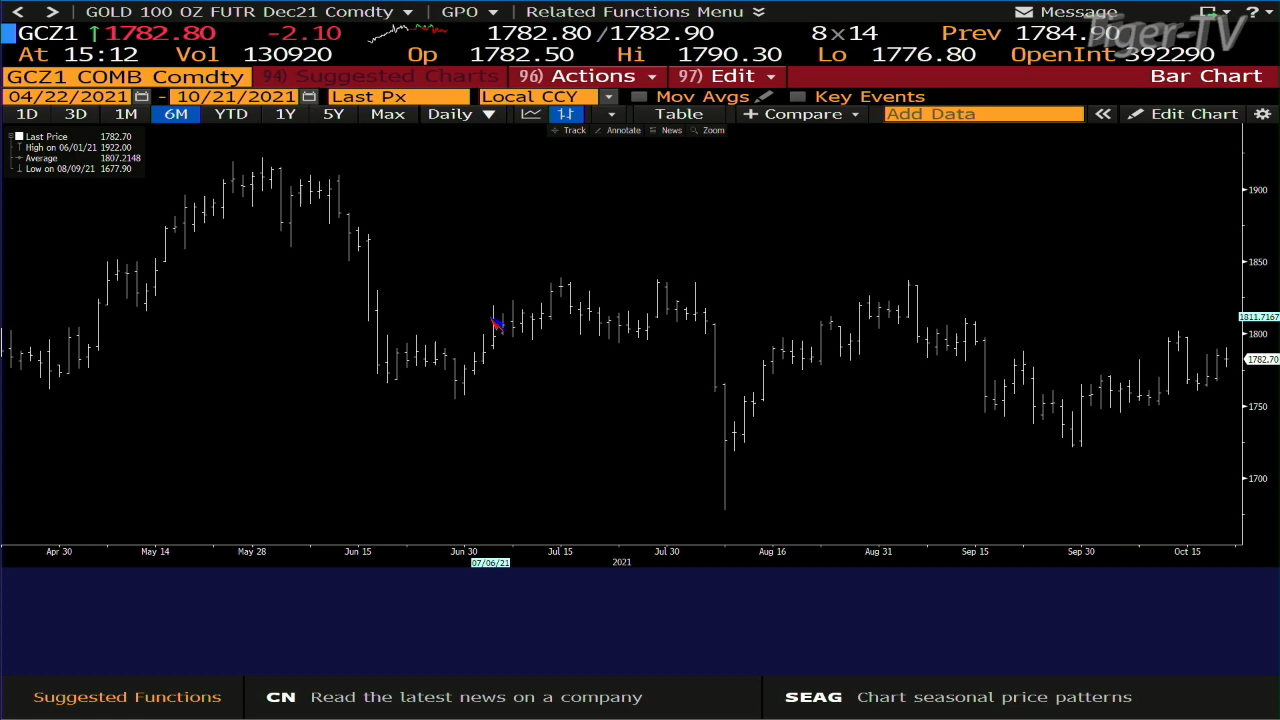 < > GOLD 100 OZ FUTR Dec21 Comdty GPO Related Functions Menu Message ?
GCZ1 ↑1782.80 -2.10 1782.80/1782.90 8×14 Prev 1784.90
Tiger-TV
At 15:12 Vol 130920 Op 1782.50 Hi 1790.30 Lo 1776.80 OpenInt 392290
GCZ1 COMB Comdty 94) Suggested Charts 96) Actions 97) Edit Bar Chart
04/22/2021 - 10/21/2021 Last Px Local CCY Mov Avgs Key Events
1D 3D 1M 6M YTD 1Y 5Y Max Daily ▼ Table + Compare Add Data « Edit Chart
Track Annotate News Zoom
Last Price 1782.70
High on 06/01/21 1922.00
Average 1807.2148
Low on 08/09/21 1677.90
1900
1850
1811.7167
1800
1782.70
1750
1700
Apr 30 May 14 May 28 Jun 15 Jun 30 Jul 15 Jul 30 Aug 16 Aug 31 Sep 15 Sep 30 Oct 15
07/06/21 2021
Suggested Functions CN Read the latest news on a company SEAG Chart seasonal price patterns